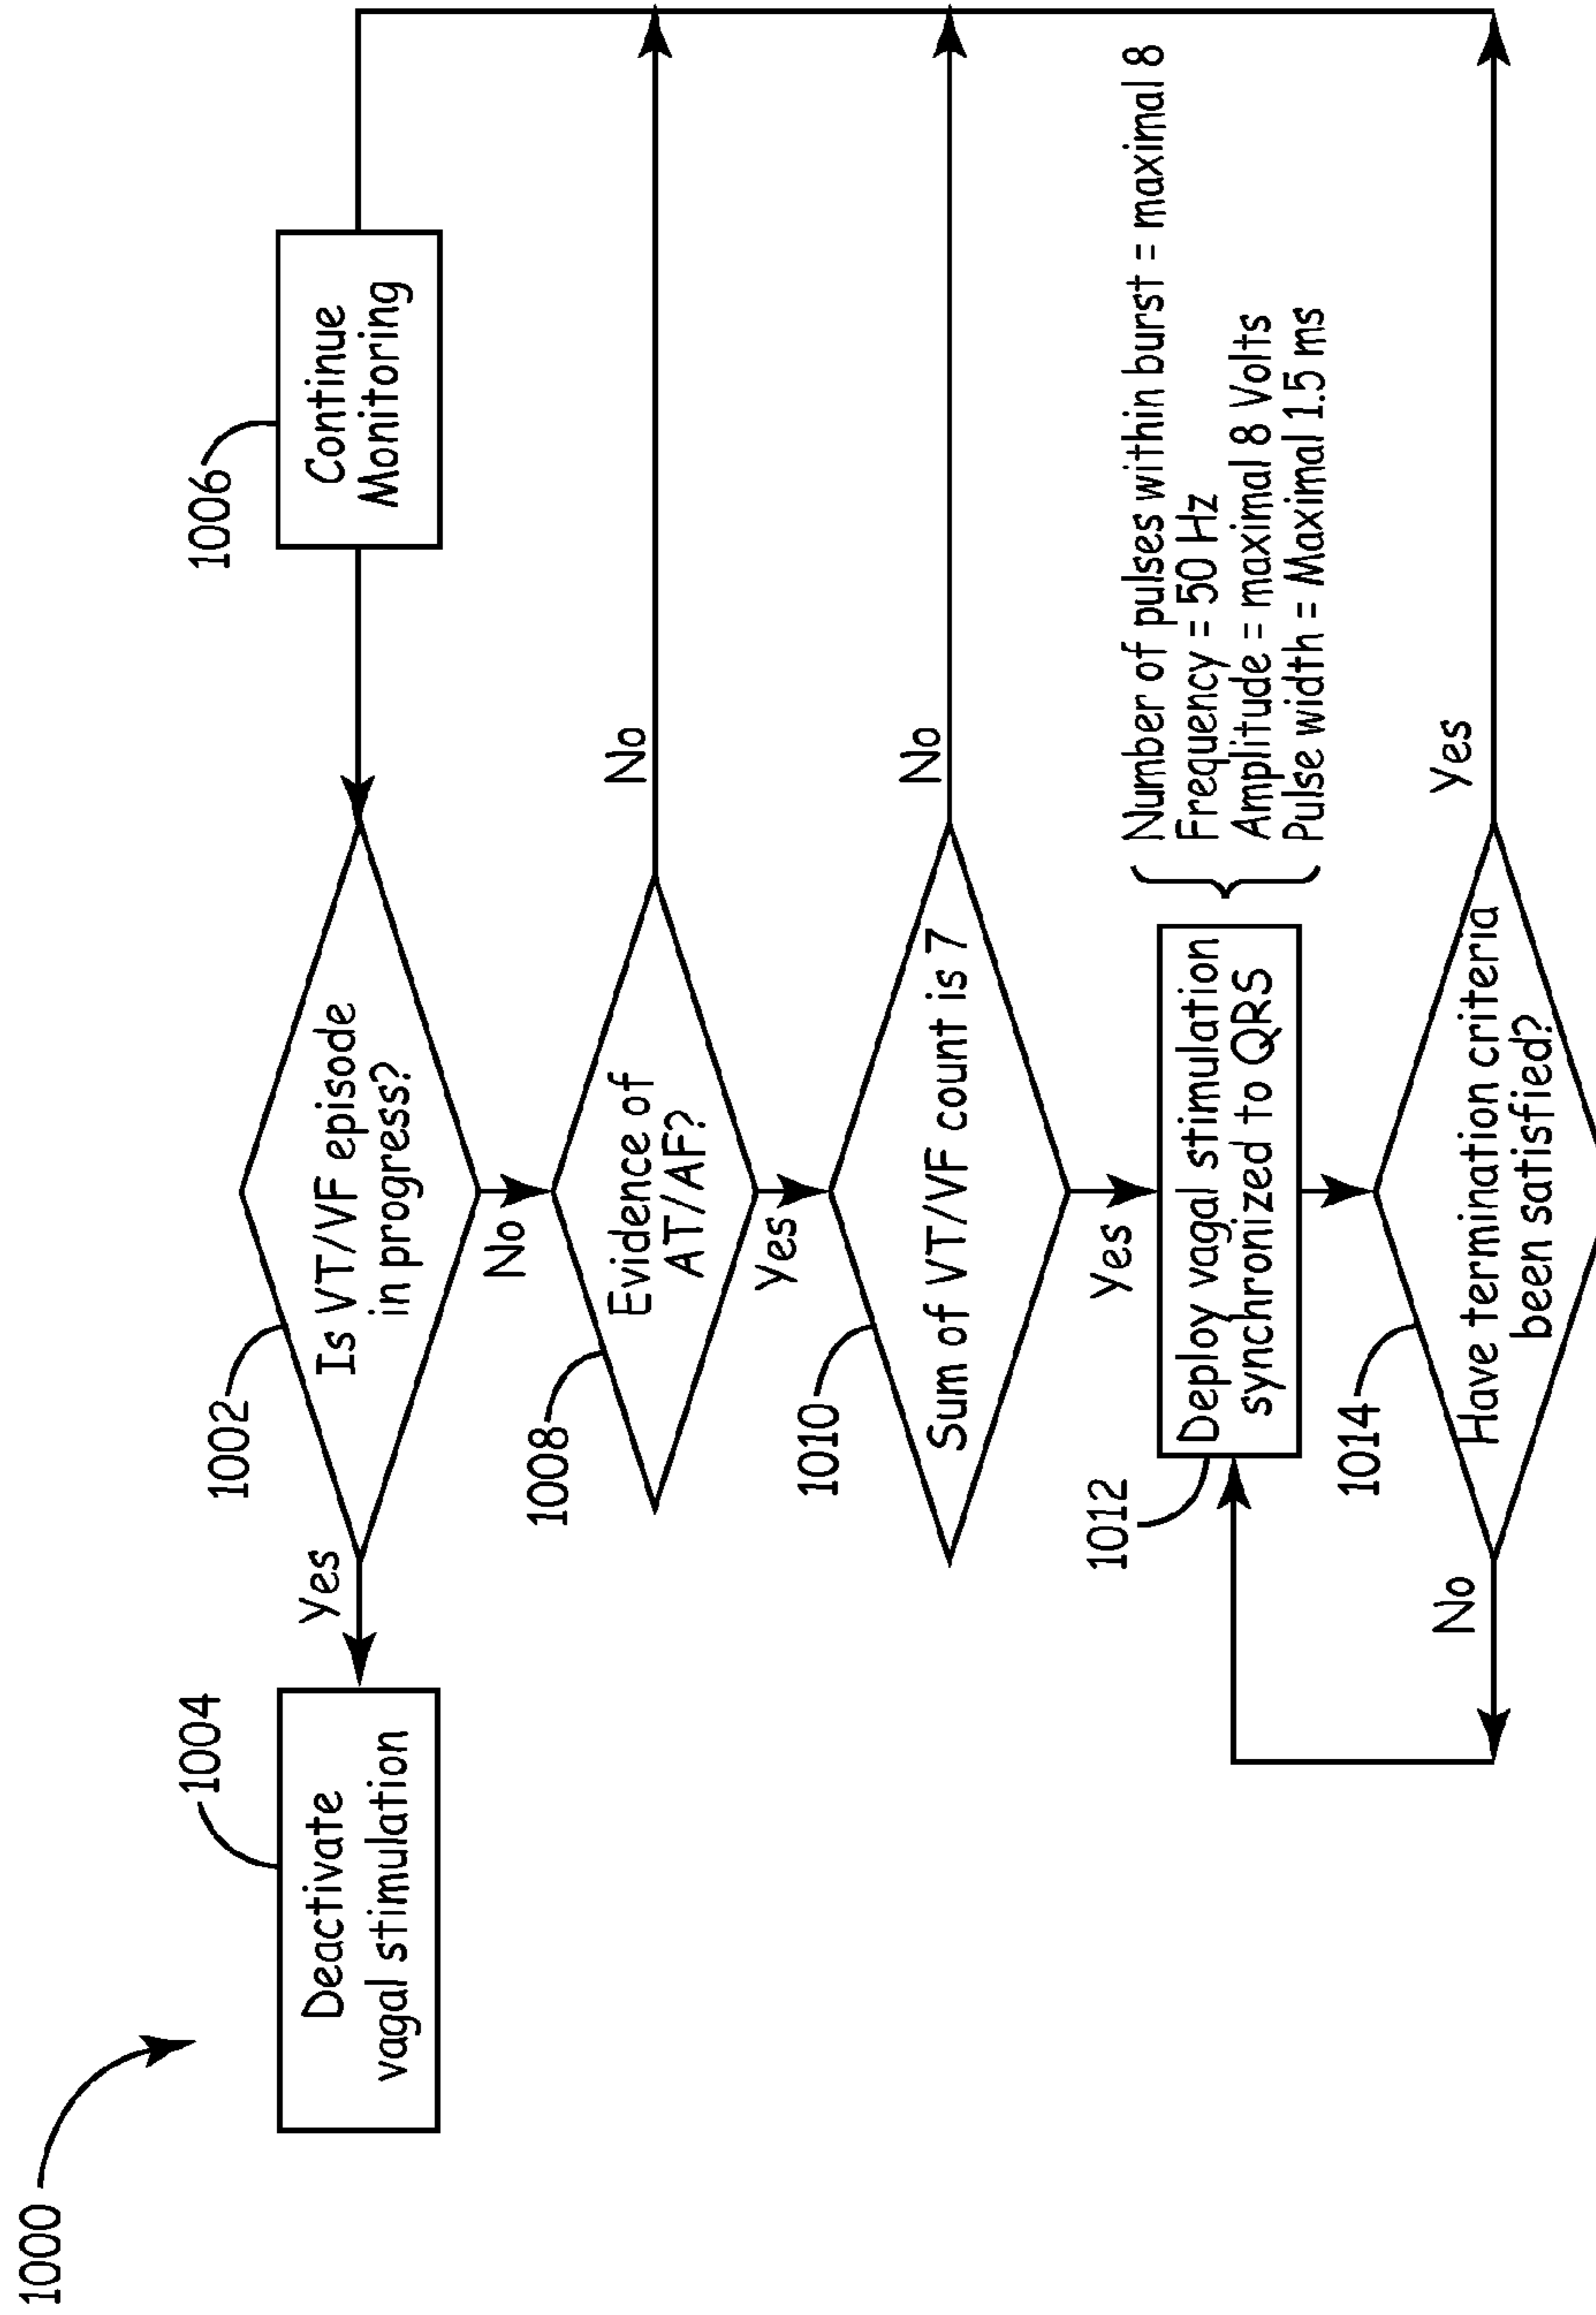 1000
1004
Deactivate
vagal stimulation
Yes
1002
Is VT/VF episode
in progress?
1006
Continue
Monitoring
No
1008
Evidence of
AT/AF?
No
Yes
1010
Sum of VT/VF count is 7
No
Yes
1012
Deploy vagal stimulation
synchronized to QRS
Number of pulses within burst = maximal 8
Frequency = 50 Hz
Amplitude = maximal 8 Volts
Pulse width = Maximal 1.5 ms
1014
Have termination criteria
been satisfied?
No
Yes